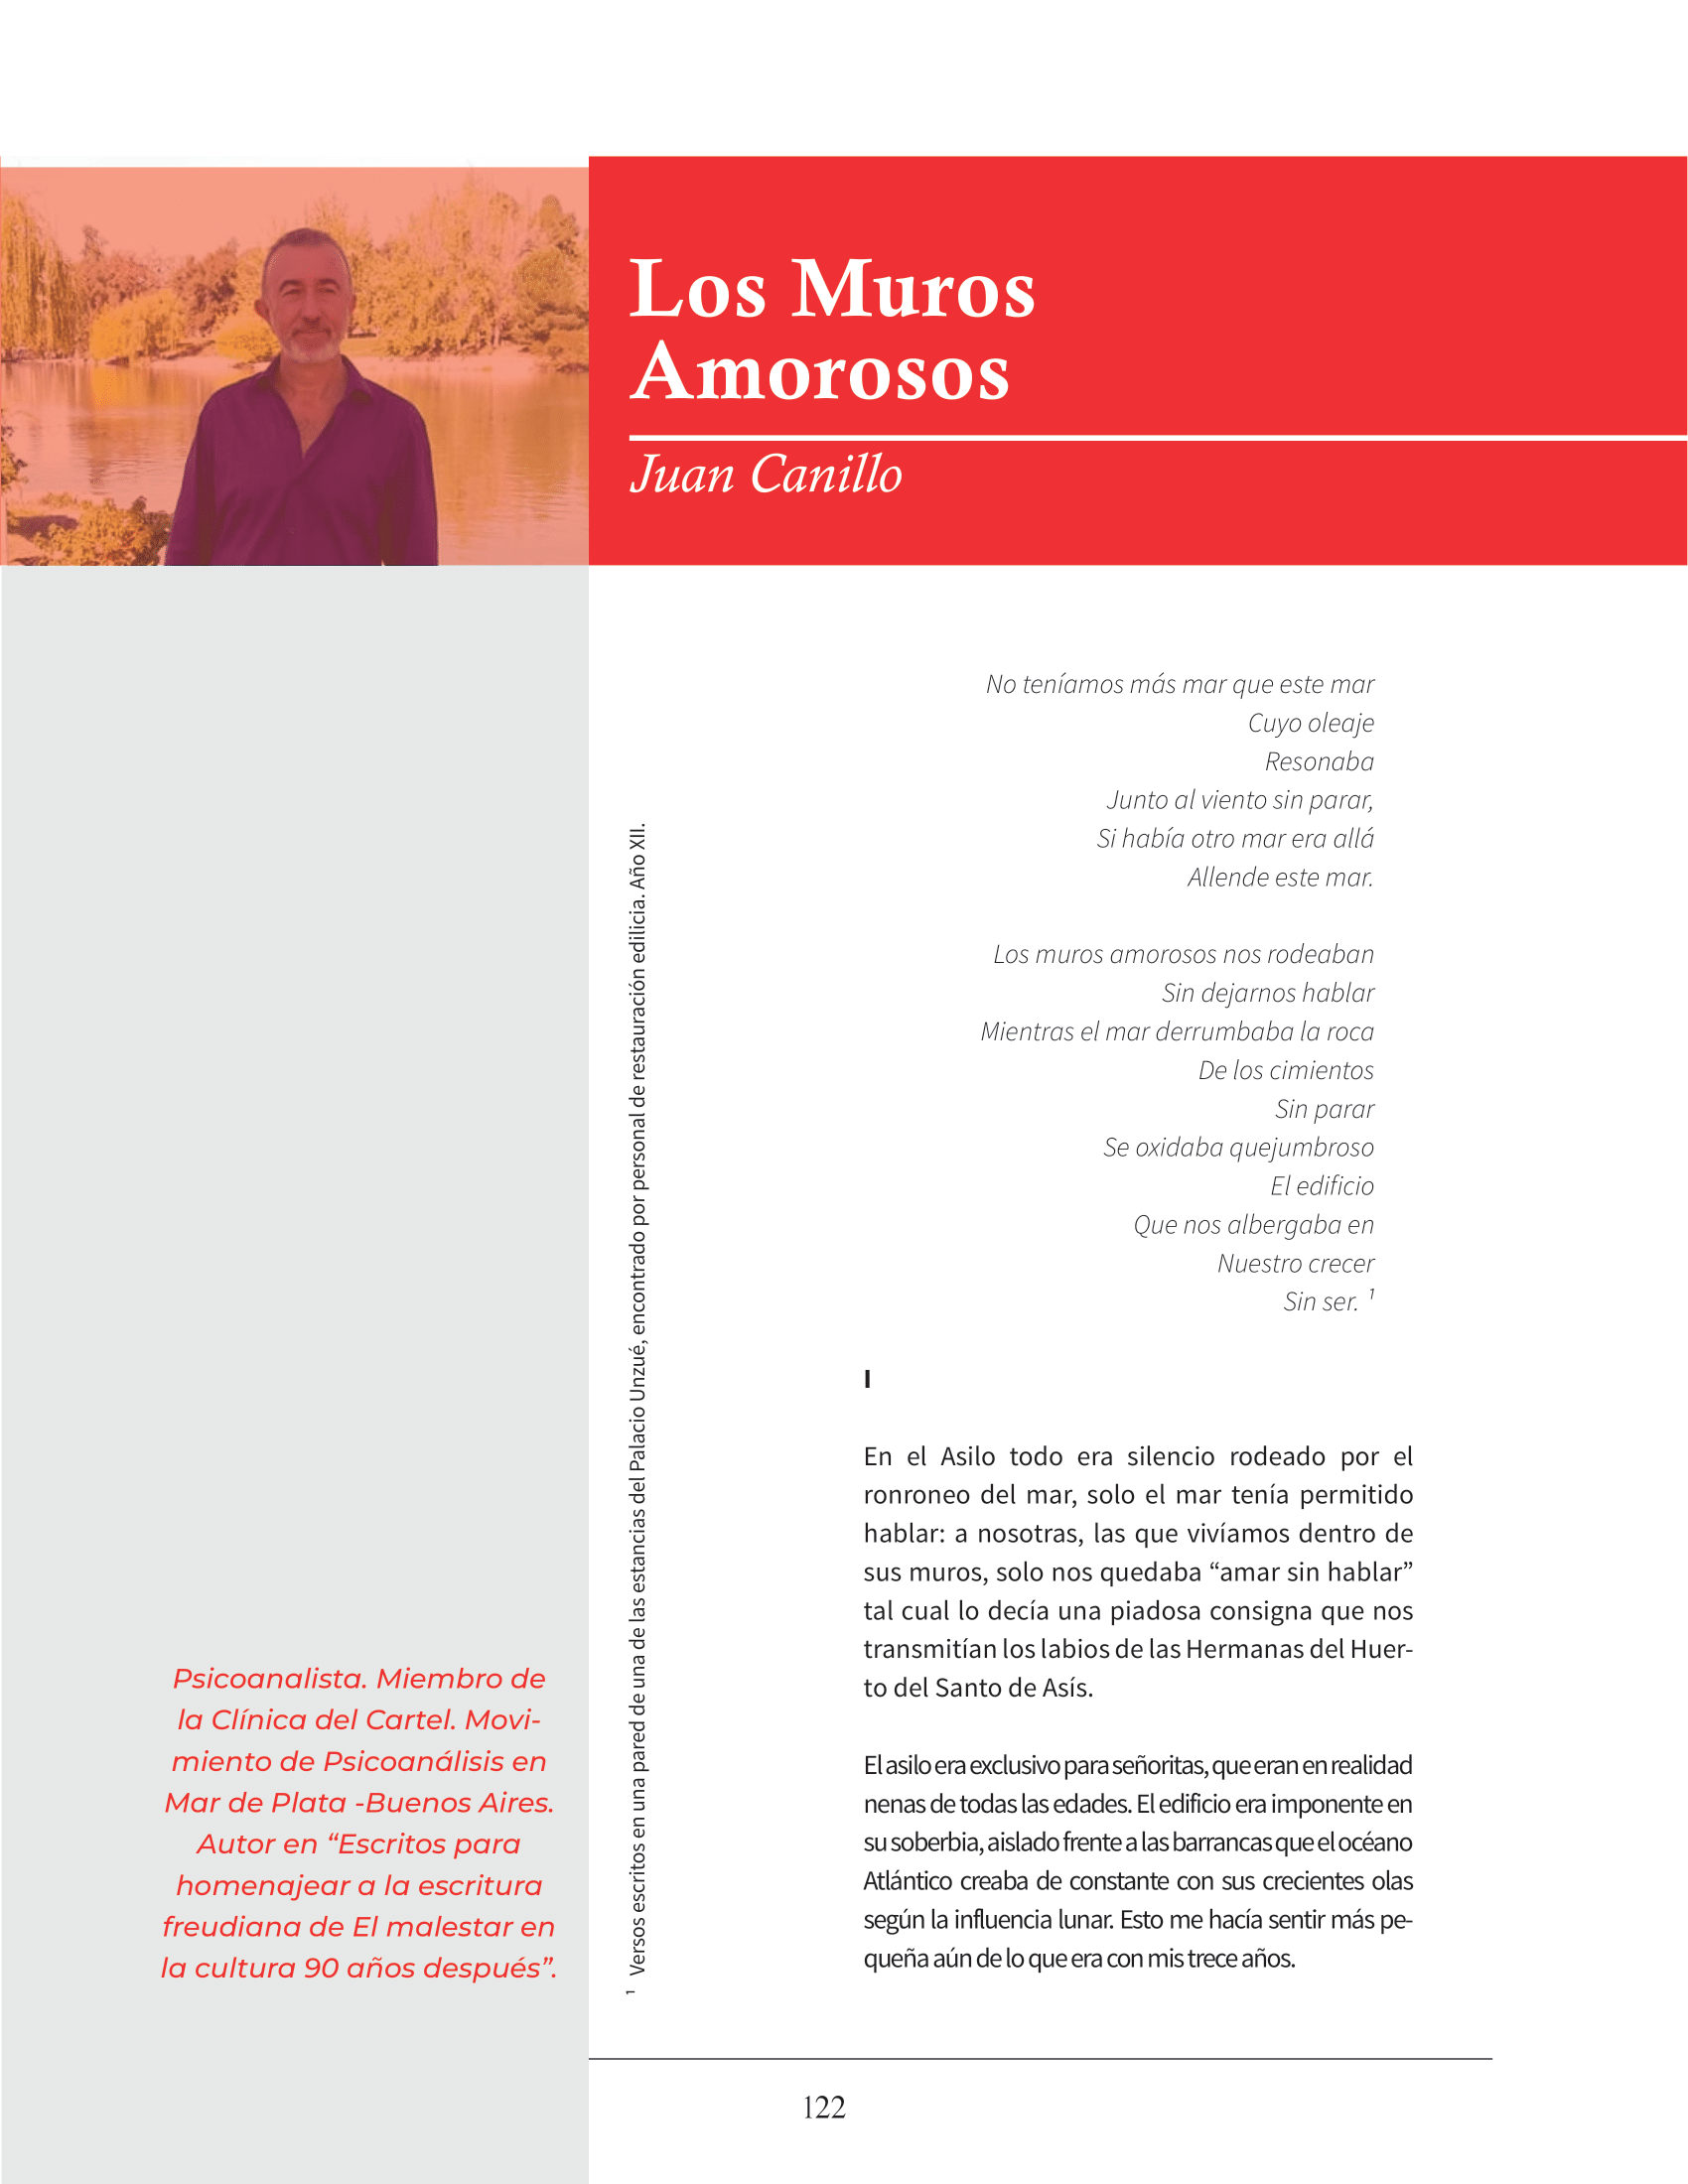 Los Muros
Amorosos
Juan Canillo
No teníamos más mar que este mar
Cuyo oleaje
Resonaba
Junto al viento sin parar,
Si había otro mar era allá
Allende este mar.
Los muros amorosos nos rodeaban
Sin dejarnos hablar
Mientras el mar derrumbaba la roca
De los cimientos
Sin parar
Se oxidaba quejumbroso
El edificio
Que nos albergaba en
Nuestro crecer
Sin ser. ¹
I
En el Asilo todo era silencio rodeado por el
ronroneo del mar, solo el mar tenía permitido
hablar: a nosotras, las que vivíamos dentro de
sus muros, solo nos quedaba “amar sin hablar”
tal cual lo decía una piadosa consigna que nos
transmitían los labios de las Hermanas del Huer-
to del Santo de Asís.
El asilo era exclusivo para señoritas, que eran en realidad
nenas de todas las edades. El edificio era imponente en
su soberbia, aislado frente a las barrancas que el océano
Atlántico creaba de constante con sus crecientes olas
según la influencia lunar. Esto me hacía sentir más pe-
queña aún de lo que era con mis trece años.
Psicoanalista. Miembro de
la Clínica del Cartel. Movi-
miento de Psicoanálisis en
Mar de Plata -Buenos Aires.
Autor en “Escritos para
homenajear a la escritura
freudiana de El malestar en
la cultura 90 años después”.
¹ Versos escritos en una pared de una de las estancias del Palacio Unzué, encontrado por personal de restauración edilicia. Año XII.
122